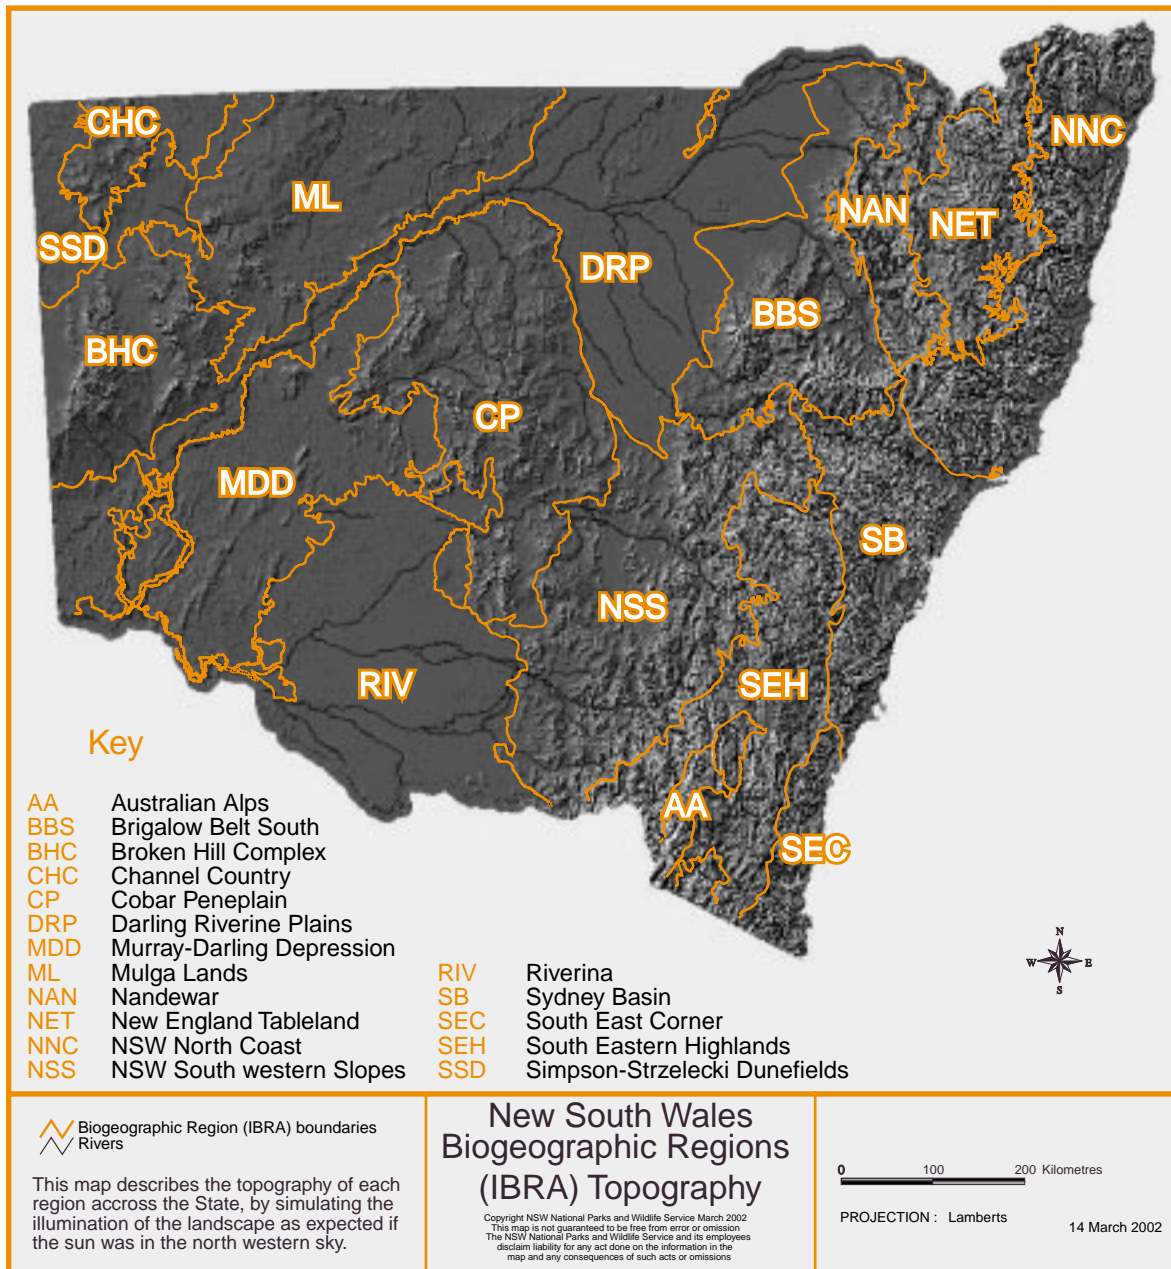 CHC
NNC
ML
NAN
NET
SSD
DRP
BBS
BHC
CP
MDD
SB
NSS
RIV
SEH
AA
SEC
Key
AA Australian Alps
BBS Brigalow Belt South
BHC Broken Hill Complex
CHC Channel Country
CP Cobar Peneplain
DRP Darling Riverine Plains
MDD Murray-Darling Depression
ML Mulga Lands
NAN Nandewar
NET New England Tableland
NNC NSW North Coast
NSS NSW South western Slopes
RIV Riverina
SB Sydney Basin
SEC South East Corner
SEH South Eastern Highlands
SSD Simpson-Strzelecki Dunefields
N
W E
S
Biogeographic Region (IBRA) boundaries
Rivers
This map describes the topography of each
region accross the State, by simulating the
illumination of the landscape as expected if
the sun was in the north western sky.
New South Wales
Biogeographic Regions
(IBRA) Topography
Copyright NSW National Parks and Wildlife Service March 2002
This map is not guaranteed to be free from error or omission
The NSW National Parks and Wildlife Service and its employees
disclaim liability for any act done on the information in the
map and any consequences of such acts or omissions
0 100 200 Kilometres
PROJECTION : Lamberts
14 March 2002